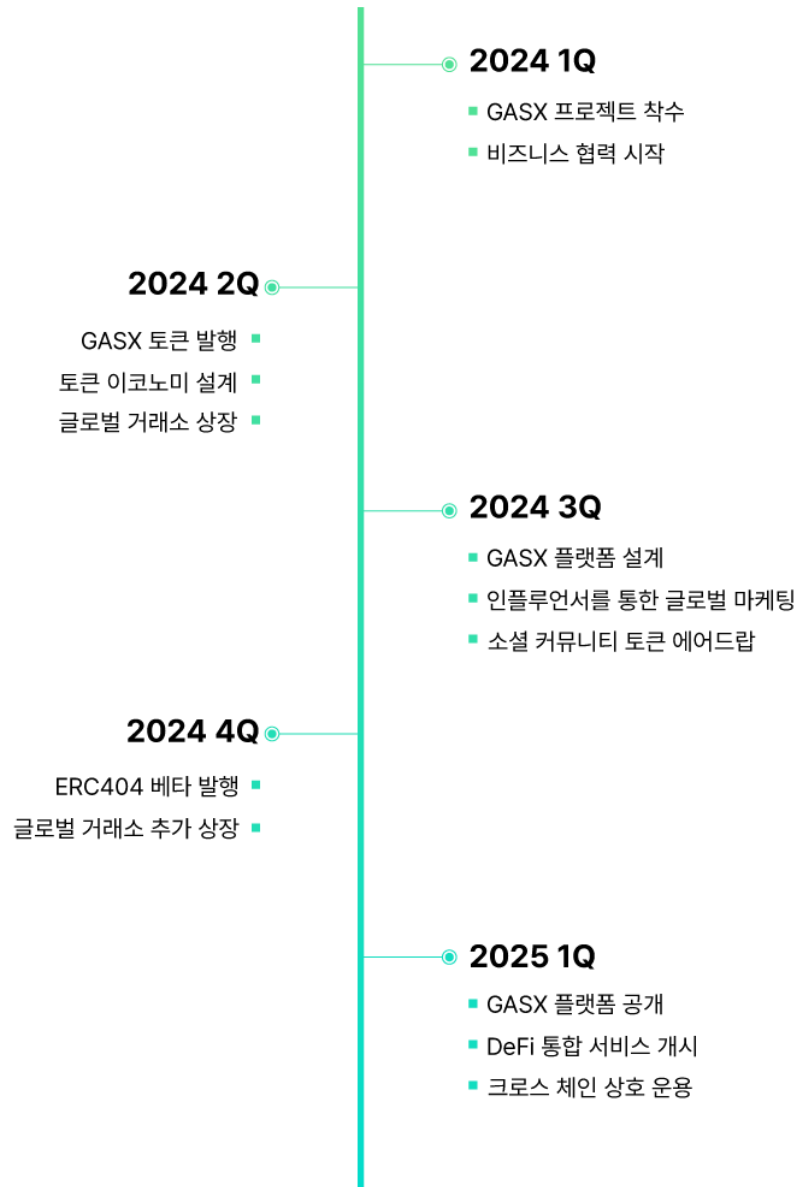 2024 1Q
GASX 프로젝트 착수
비즈니스 협력 시작
2024 2Q
GASX 토큰 발행
토큰 이코노미 설계
글로벌 거래소 상장
2024 3Q
GASX 플랫폼 설계
인플루언서를 통한 글로벌 마케팅
소셜 커뮤니티 토큰 에어드랍
2024 4Q
ERC404 베타 발행
글로벌 거래소 추가 상장
2025 1Q
GASX 플랫폼 공개
DeFi 통합 서비스 개시
크로스 체인 상호 운용